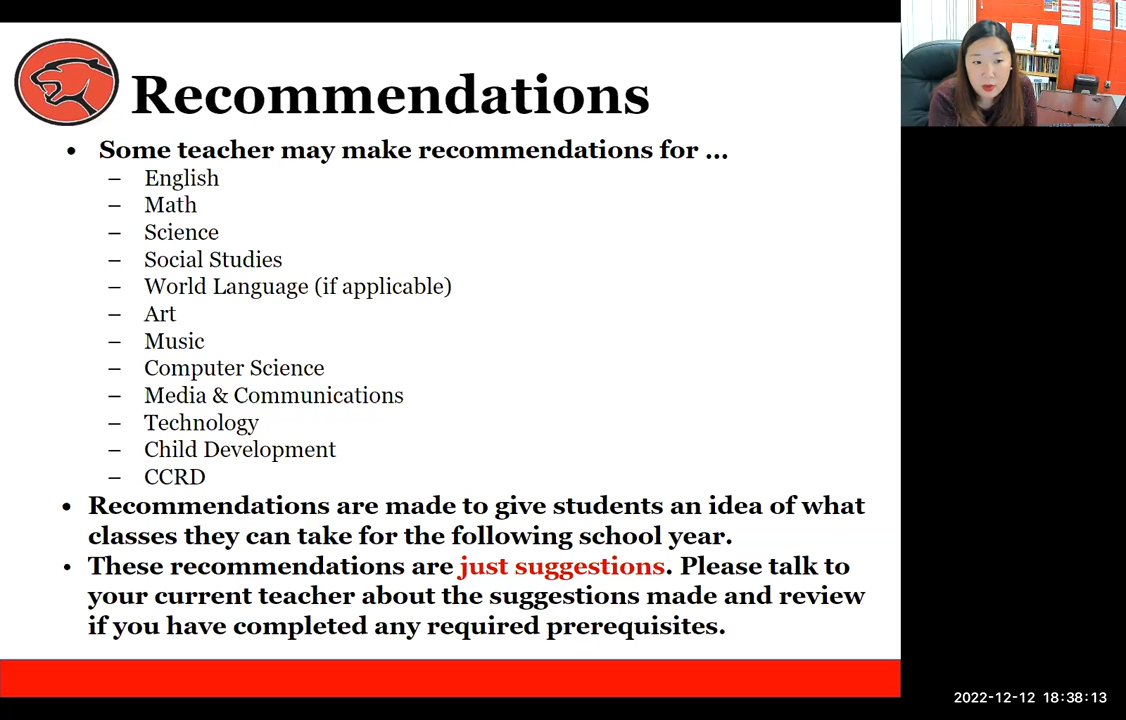 Recommendations
• Some teacher may make recommendations for ...
– English
– Math
– Science
– Social Studies
– World Language (if applicable)
– Art
– Music
– Computer Science
– Media & Communications
– Technology
– Child Development
– CCRD
• Recommendations are made to give students an idea of what
classes they can take for the following school year.
• These recommendations are just suggestions. Please talk to
your current teacher about the suggestions made and review
if you have completed any required prerequisites.
2022-12-12 18:38:13